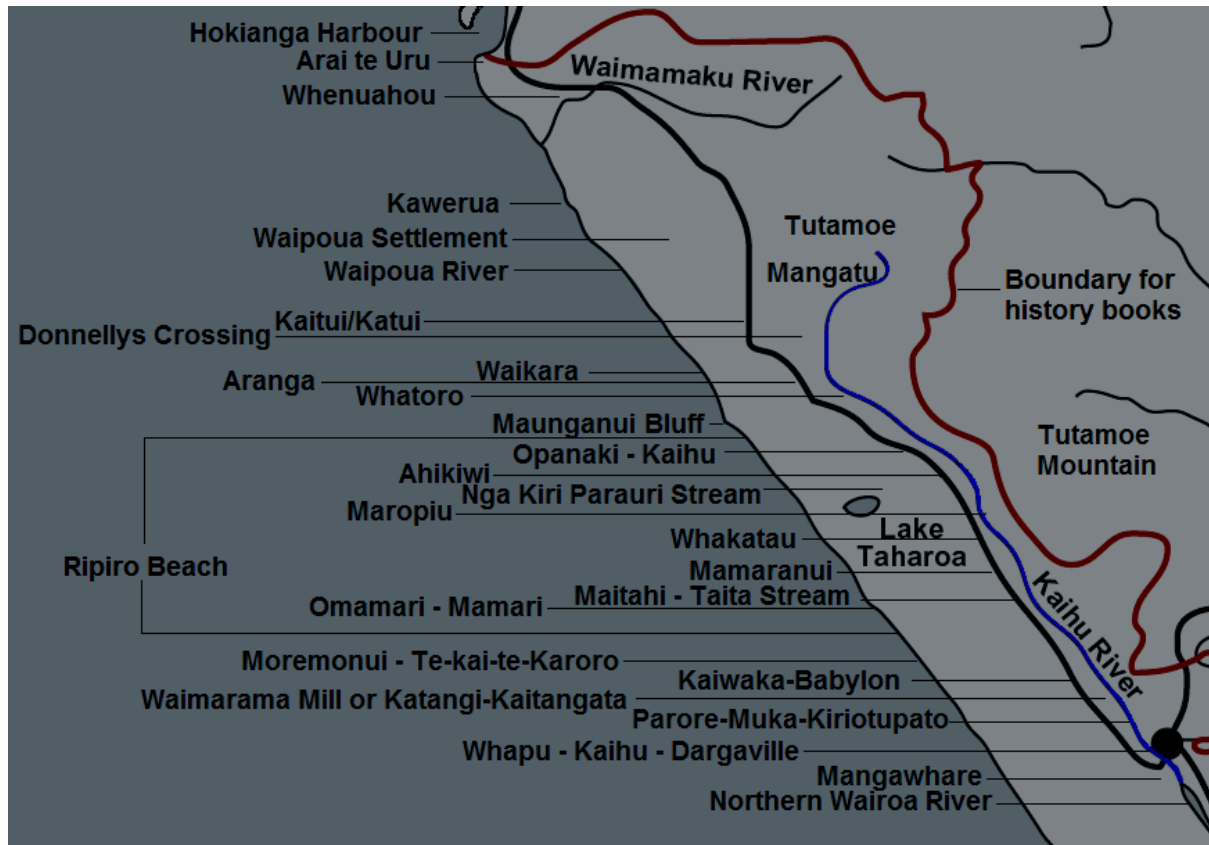 Hokianga Harbour
Arai te Uru
Waimamaku River
Whenuahou
Kawerua
Tutamoe
Waipoua Settlement
Waipoua River
Mangatu
Boundary for
history books
Kaitui/Katui
Donnellys Crossing
Waikara
Aranga
Whatoro
Maunganui Bluff
Tutamoe
Mountain
Opanaki - Kaihu
Ahikiwi
Nga Kiri Parauri Stream
Maropiu
Lake
Taharoa
Whakatau
Ripiro Beach
Mamaranui
Maitahi - Taita Stream
Omamari - Mamari
Kaihu River
Moremonui - Te-kai-te-Karoro
Kaiwaka-Babylon
Waimarama Mill or Katangi-Kaitangata
Parore-Muka-Kiriotupato
Whapu - Kaihu - Dargaville
Mangawhare
Northern Wairoa River